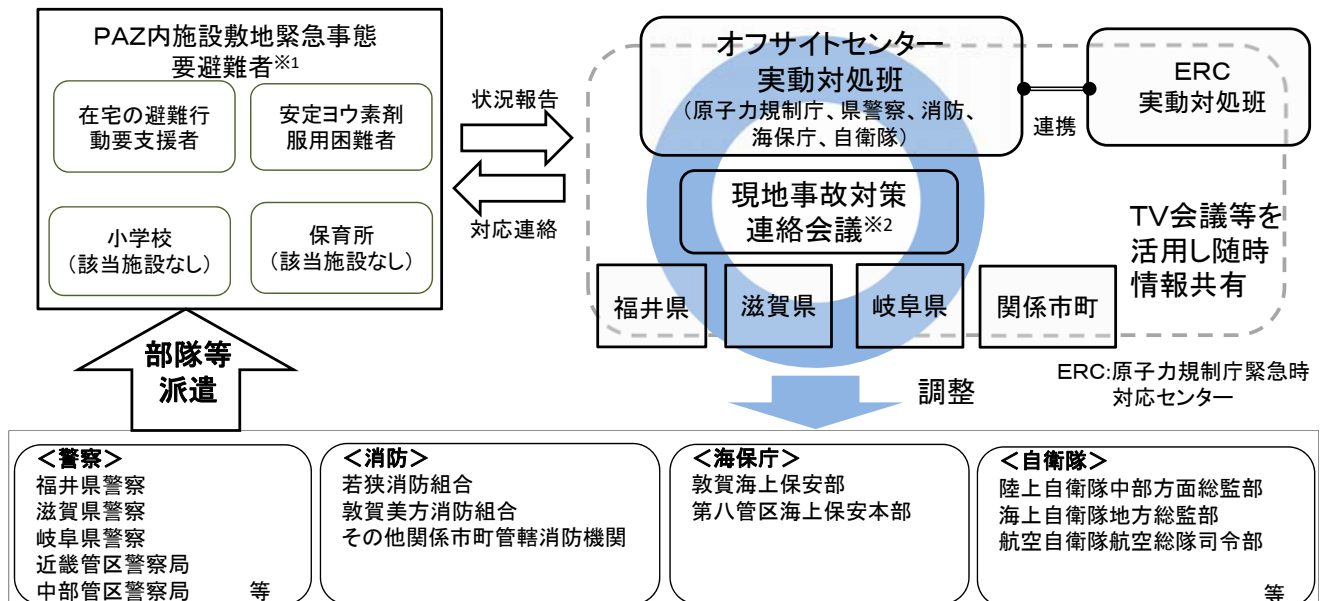 PAZ内施設敷地緊急事態
要避難者※1
在宅の避難行
動要支援者
安定ヨウ素剤
服用困難者
小学校
（該当施設なし）
保育所
（該当施設なし）
状況報告
対応連絡
オフサイトセンター
実動対処班
（原子力規制庁、県警察、消防、
海保庁、自衛隊）
連携
ERC
実動対処班
現地事故対策
連絡会議※2
TV会議等を
活用し随時
情報共有
福井県
滋賀県
岐阜県
関係市町
部隊等
派遣
調整
ERC:原子力規制庁緊急時
対応センター
＜警察＞
福井県警察
滋賀県警察
岐阜県警察
近畿管区警察局
中部管区警察局 等
＜消防＞
若狭消防組合
敦賀美方消防組合
その他関係市町管轄消防機関
＜海保庁＞
敦賀海上保安部
第八管区海上保安本部
＜自衛隊＞
陸上自衛隊中部方面総監部
海上自衛隊地方総監部
航空自衛隊航空総隊司令部
等